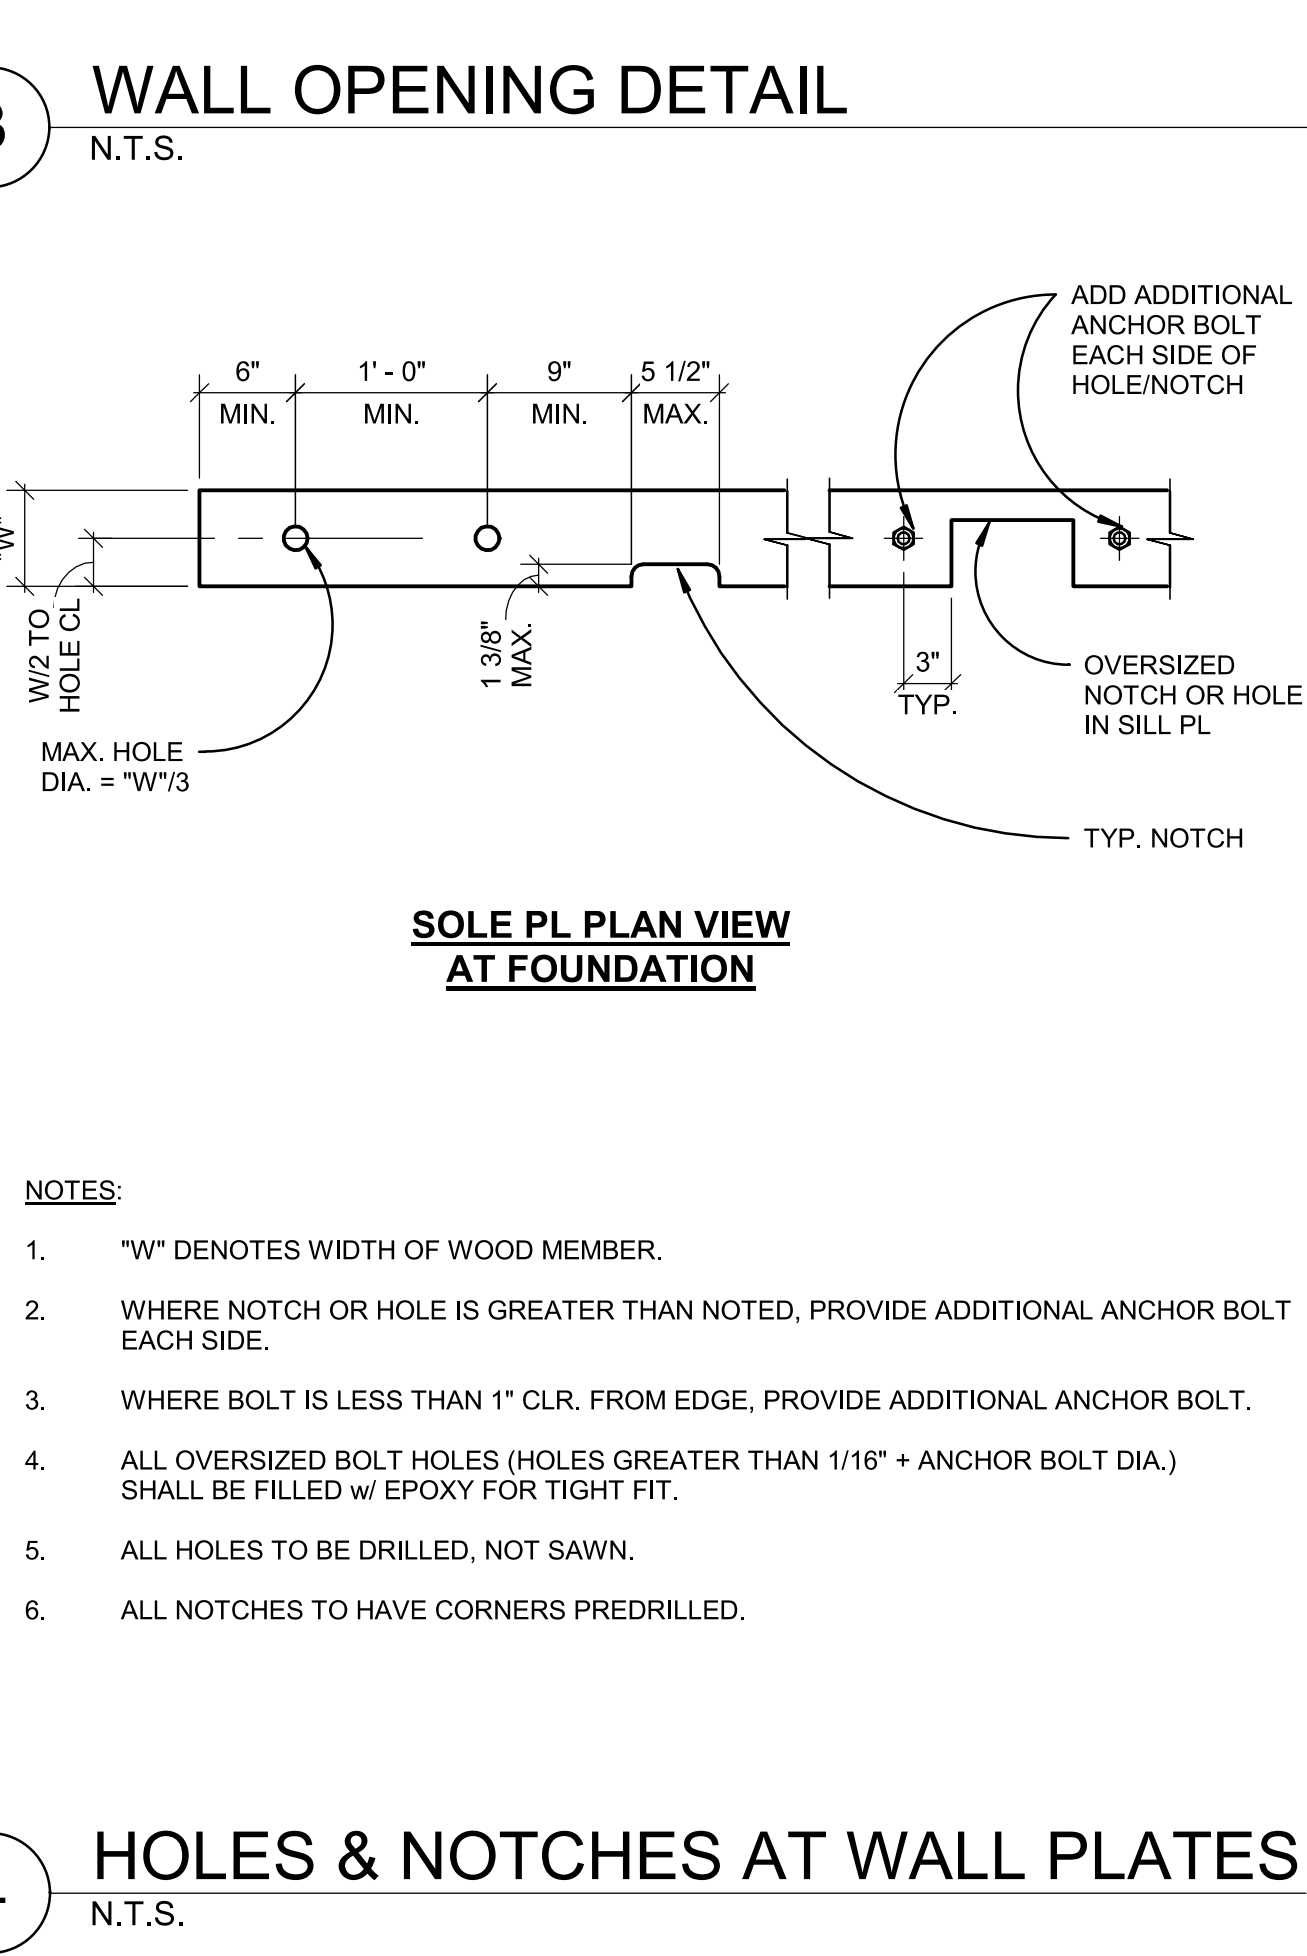 WALL OPENING DETAIL
N.T.S.
ADD ADDITIONAL
ANCHOR BOLT
EACH SIDE OF
HOLE/NOTCH
6"
MIN.
1' - 0"
MIN.
9"
MIN.
5 1/2"
MAX.
"W"
W/2 TO
HOLE CL
1 3/8"
MAX.
3"
TYP.
OVERSIZED
NOTCH OR HOLE
IN SILL PL
MAX. HOLE
DIA. = "W"/3
TYP. NOTCH
SOLE PL PLAN VIEW
AT FOUNDATION
NOTES:
1. "W" DENOTES WIDTH OF WOOD MEMBER.
2. WHERE NOTCH OR HOLE IS GREATER THAN NOTED, PROVIDE ADDITIONAL ANCHOR BOLT
EACH SIDE.
3. WHERE BOLT IS LESS THAN 1" CLR. FROM EDGE, PROVIDE ADDITIONAL ANCHOR BOLT.
4. ALL OVERSIZED BOLT HOLES (HOLES GREATER THAN 1/16" + ANCHOR BOLT DIA.)
SHALL BE FILLED w/ EPOXY FOR TIGHT FIT.
5. ALL HOLES TO BE DRILLED, NOT SAWN.
6. ALL NOTCHES TO HAVE CORNERS PREDRILLED.
HOLES & NOTCHES AT WALL PLATES
N.T.S.